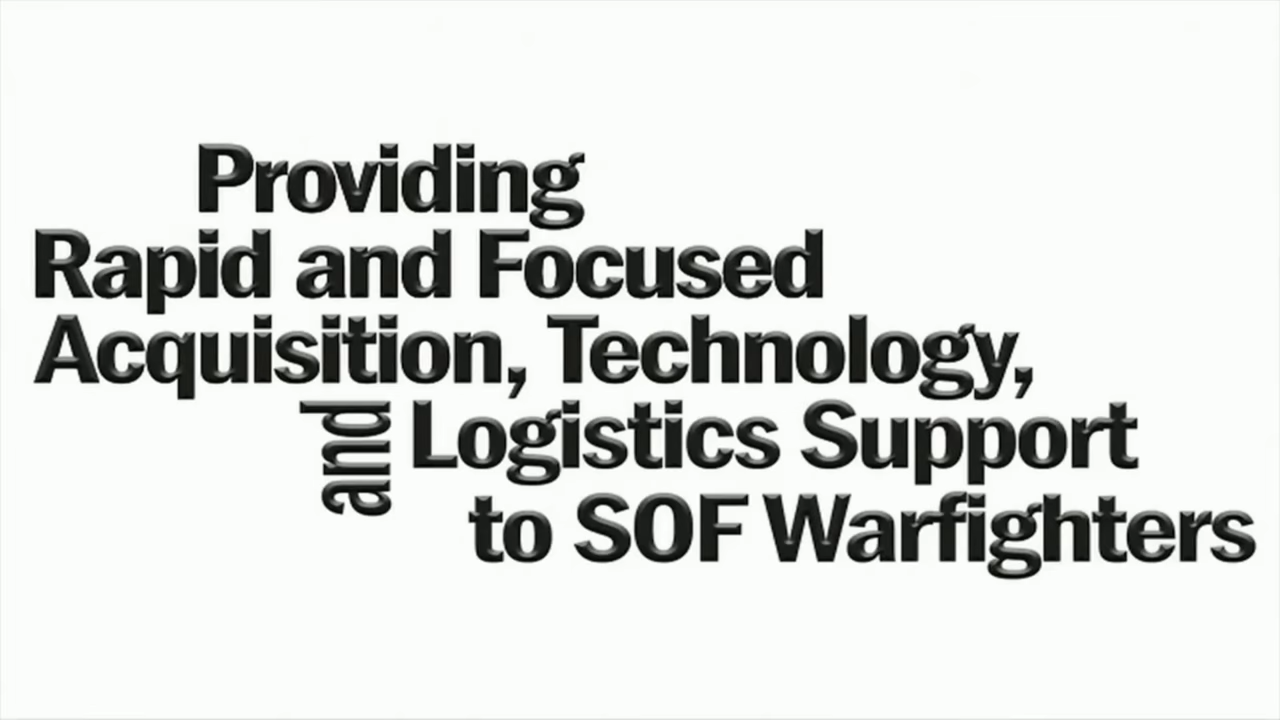 Providing
Rapid and Focused
Acquisition, Technology,
and Logistics Support
to SOF Warfighters